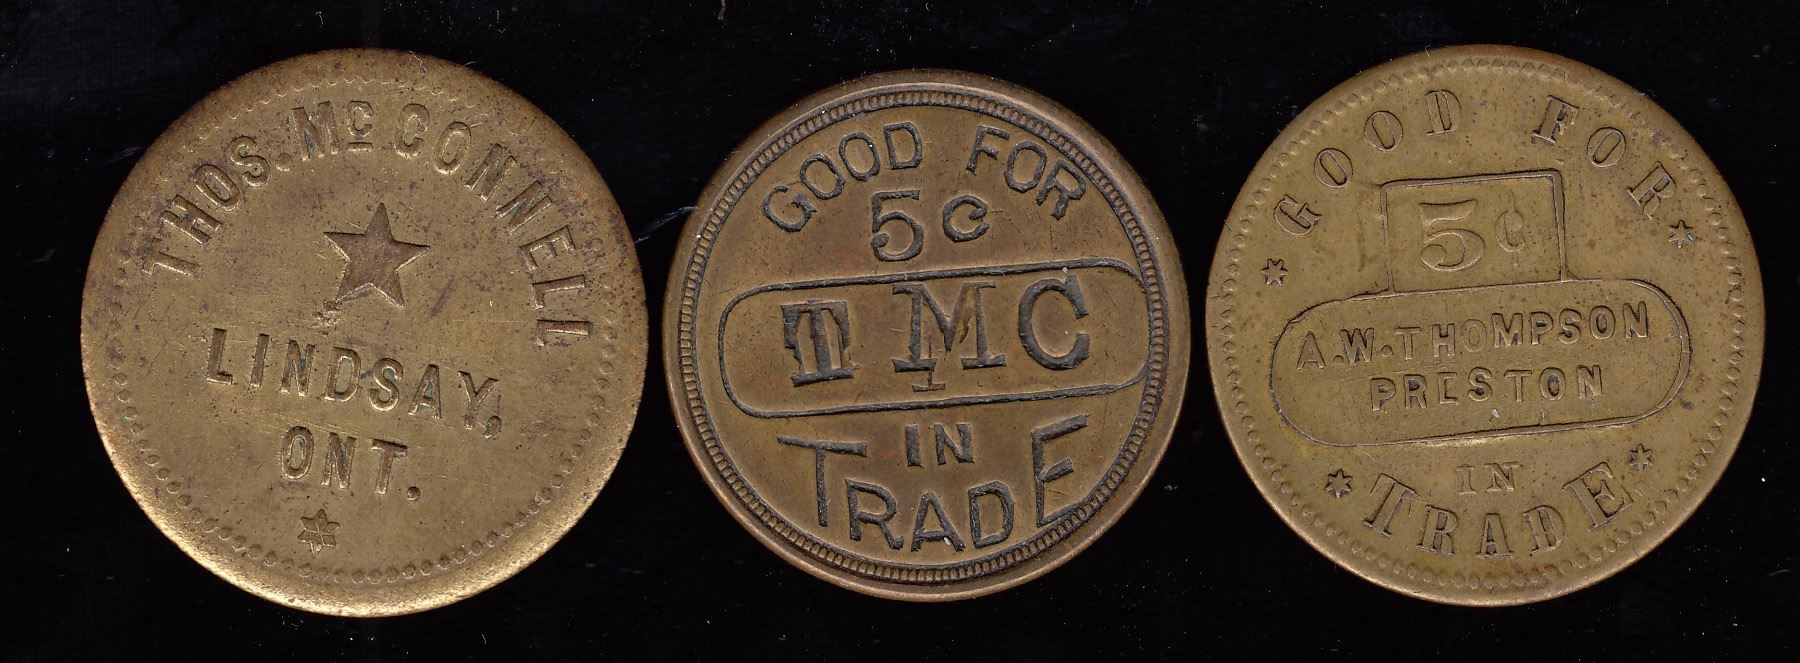 THOS. McCONNELL
LINDSAY,
ONT.
GOOD FOR
5¢
TMC
IN
TRADE
GOOD FOR
5¢
A.W. THOMPSON
PRESTON
IN
TRADE